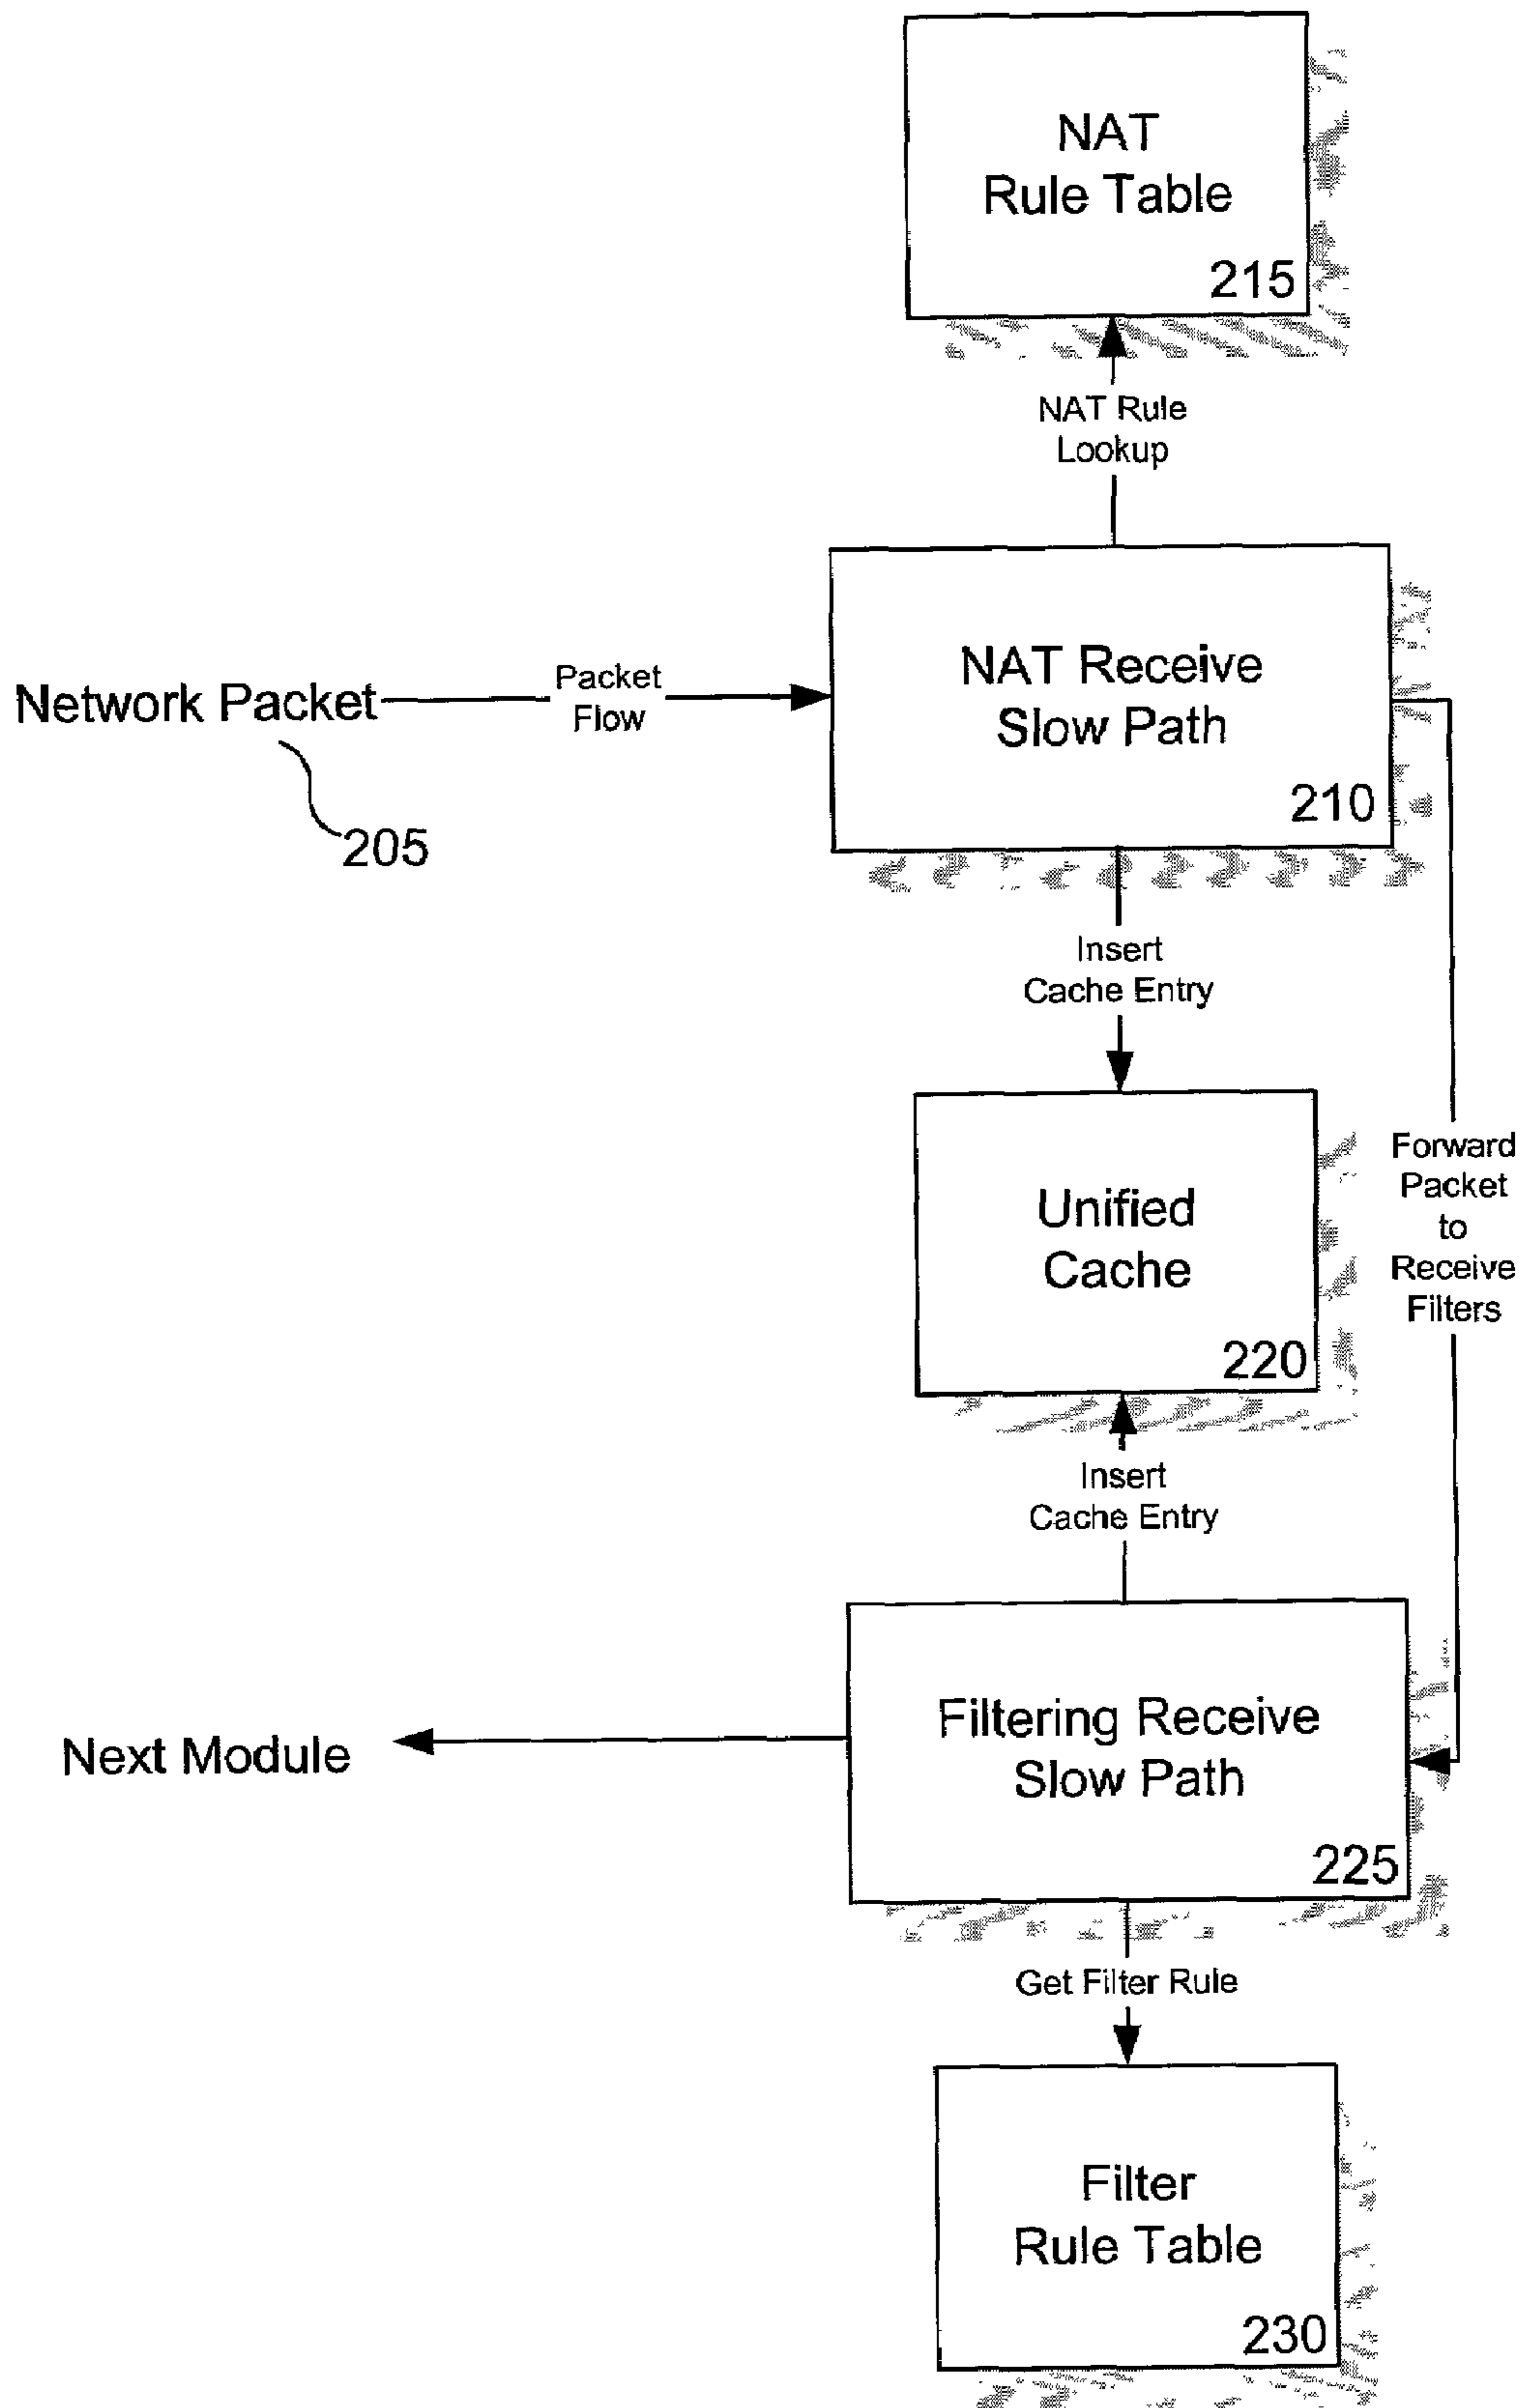 NAT
Rule Table
215
NAT Rule
Lookup
Network Packet
Packet
Flow
205
NAT Receive
Slow Path
210
Insert
Cache Entry
Unified
Cache
220
Forward
Packet
to
Receive
Filters
Insert
Cache Entry
Next Module
Filtering Receive
Slow Path
225
Get Filter Rule
Filter
Rule Table
230